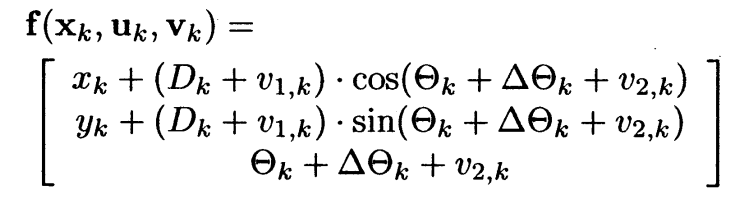 f(x_k, u_k, v_k) =
x_k + (D_k + v_{1,k}) · cos(Θ_k + ΔΘ_k + v_{2,k})
y_k + (D_k + v_{1,k}) · sin(Θ_k + ΔΘ_k + v_{2,k})
Θ_k + ΔΘ_k + v_{2,k}